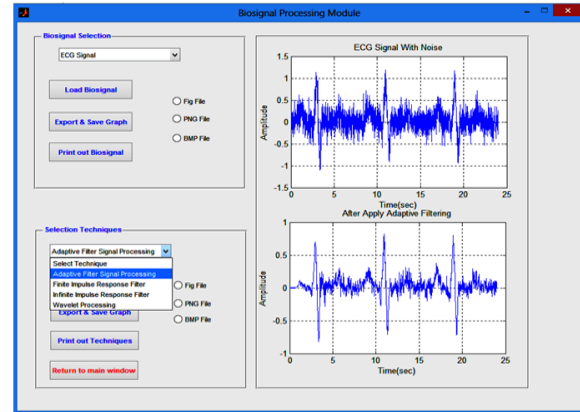 Biosignal Processing Module
Biosignal Selection
ECG Signal
Load Biosignal
Export & Save Graph
Print out Biosignal
Fig File
PNG File
BMP File
Selection Techniques
Adaptive Filter Signal Processing
Select Technique
Adaptive Filter Signal Processing
Finite Impulse Response Filter
Infinite Impulse Response Filter
Wavelet Processing
Export & Save Graph
Print out Techniques
Return to main window
Fig File
PNG File
BMP File
ECG Signal With Noise
Amplitude
1.5
1
0.5
0
-0.5
-1
-1.5
0 5 10 15 20 25
Time(sec)
After Apply Adaptive Filtering
Amplitude
1
0.5
0
-0.5
-1
0 5 10 15 20 25
Time(sec)